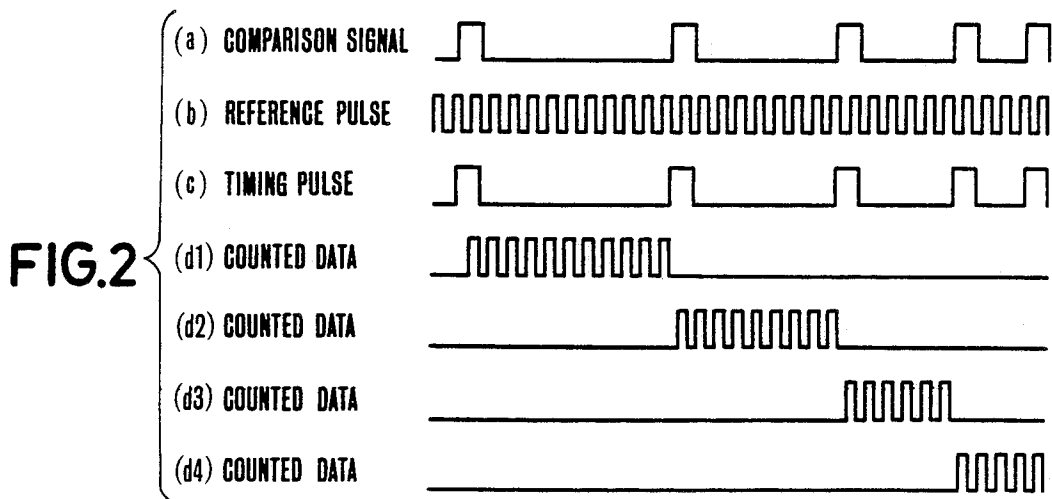 (a) COMPARISON SIGNAL
(b) REFERENCE PULSE
(c) TIMING PULSE
FIG.2
(d1) COUNTED DATA
(d2) COUNTED DATA
(d3) COUNTED DATA
(d4) COUNTED DATA